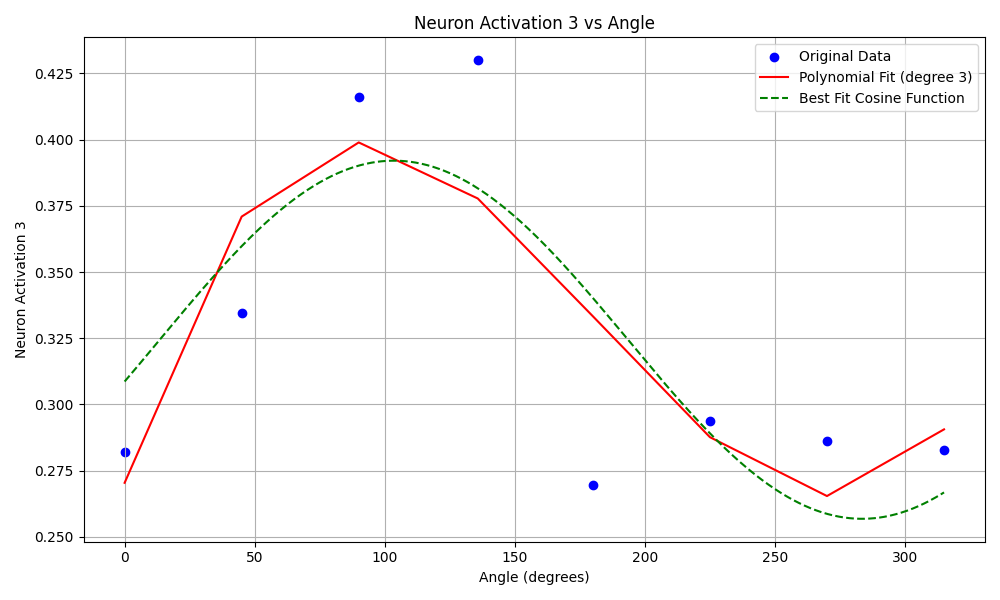 Neuron Activation 3 vs Angle
Original Data
Polynomial Fit (degree 3)
Best Fit Cosine Function
Neuron Activation 3
0.425
0.400
0.375
0.350
0.325
0.300
0.275
0.250
0 50 100 150 200 250 300
Angle (degrees)